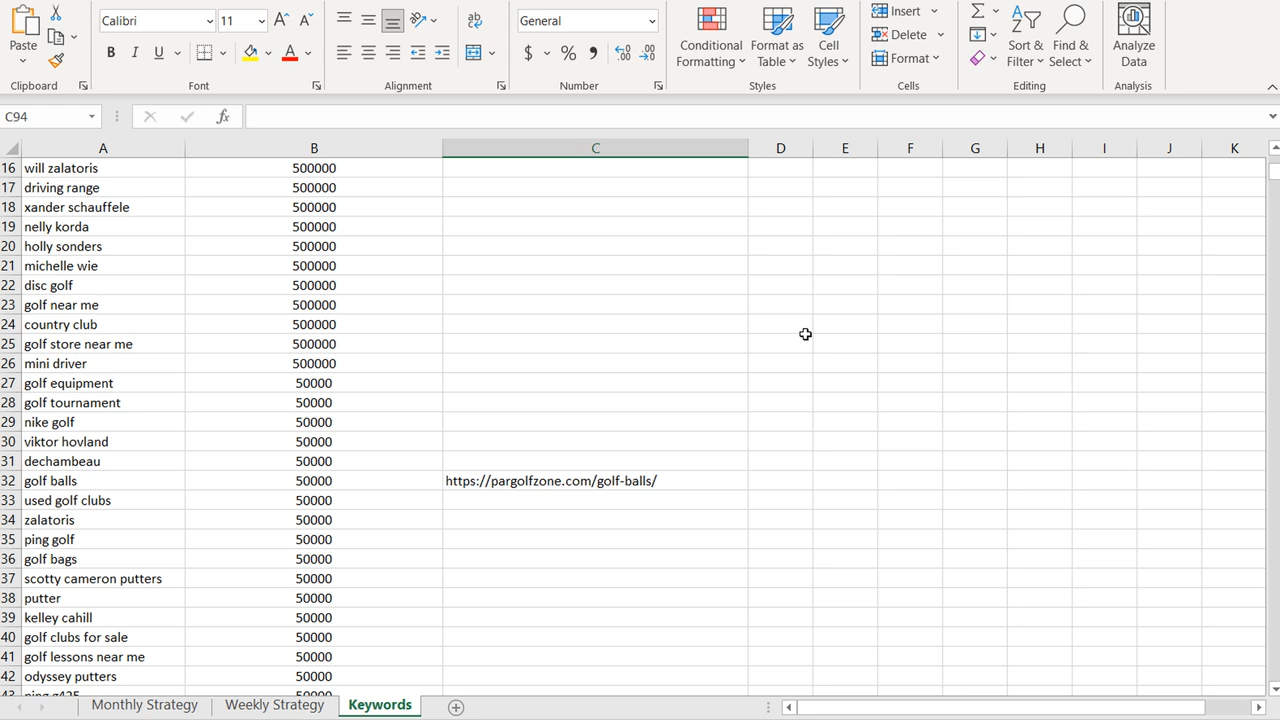 Calibri 11 General Insert
Paste Conditional Formatting Format as Table Cell Styles Delete Sort & Filter Find & Select Analyze Data
Format
Clipboard Font Alignment Number Styles Cells Editing Analysis
C94 fx
A B C D E F G H I J K
16 will zalatoris 500000
17 driving range 500000
18 xander schauffele 500000
19 nelly korda 500000
20 holly sonders 500000
21 michelle wie 500000
22 disc golf 500000
23 golf near me 500000
24 country club 500000
25 golf store near me 500000
26 mini driver 500000
27 golf equipment 50000
28 golf tournament 50000
29 nike golf 50000
30 viktor hovland 50000
31 dechambeau 50000
32 golf balls 50000 https://pargolfzone.com/golf-balls/
33 used golf clubs 50000
34 zalatoris 50000
35 ping golf 50000
36 golf bags 50000
37 scotty cameron putters 50000
38 putter 50000
39 kelley cahill 50000
40 golf clubs for sale 50000
41 golf lessons near me 50000
42 odyssey putters 50000
43 ping g425 50000
Monthly Strategy Weekly Strategy Keywords